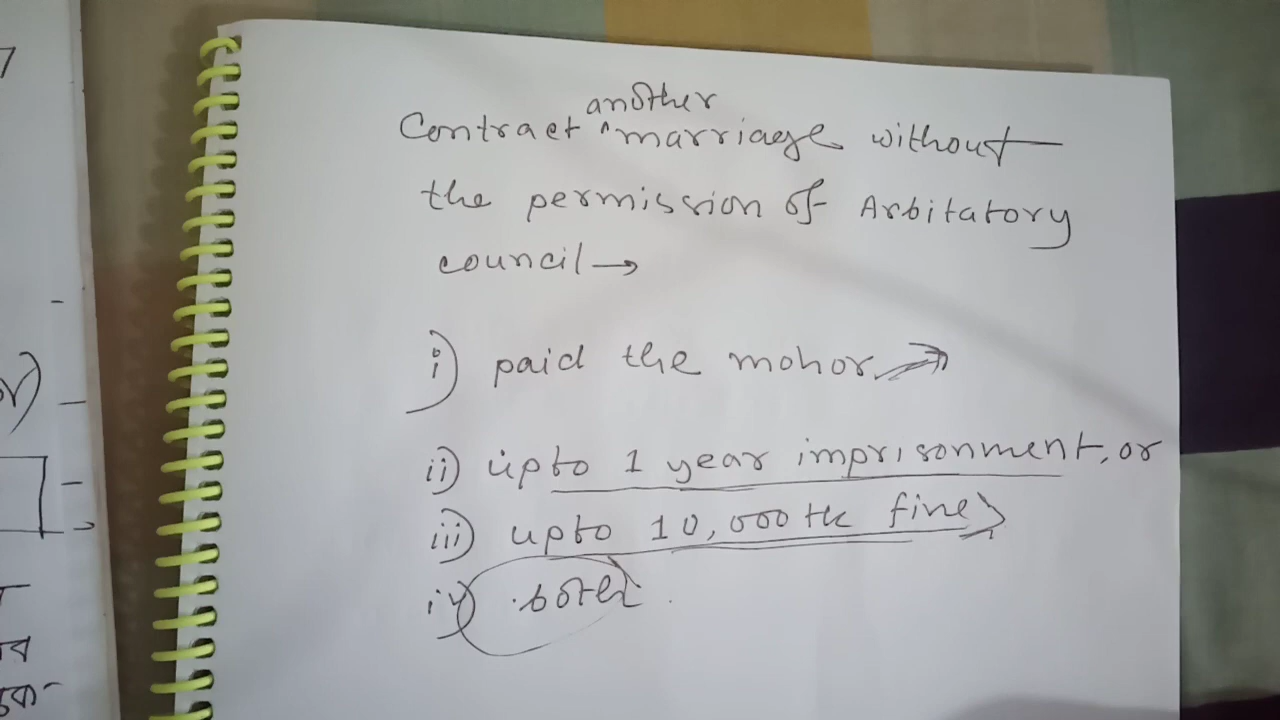 Contract ^another marriage without
the permission of Arbitatory
council →
i) paid the mohor →
ii) upto 1 year imprisonment, or
iii) upto 10,000 tk fine
iv) both.